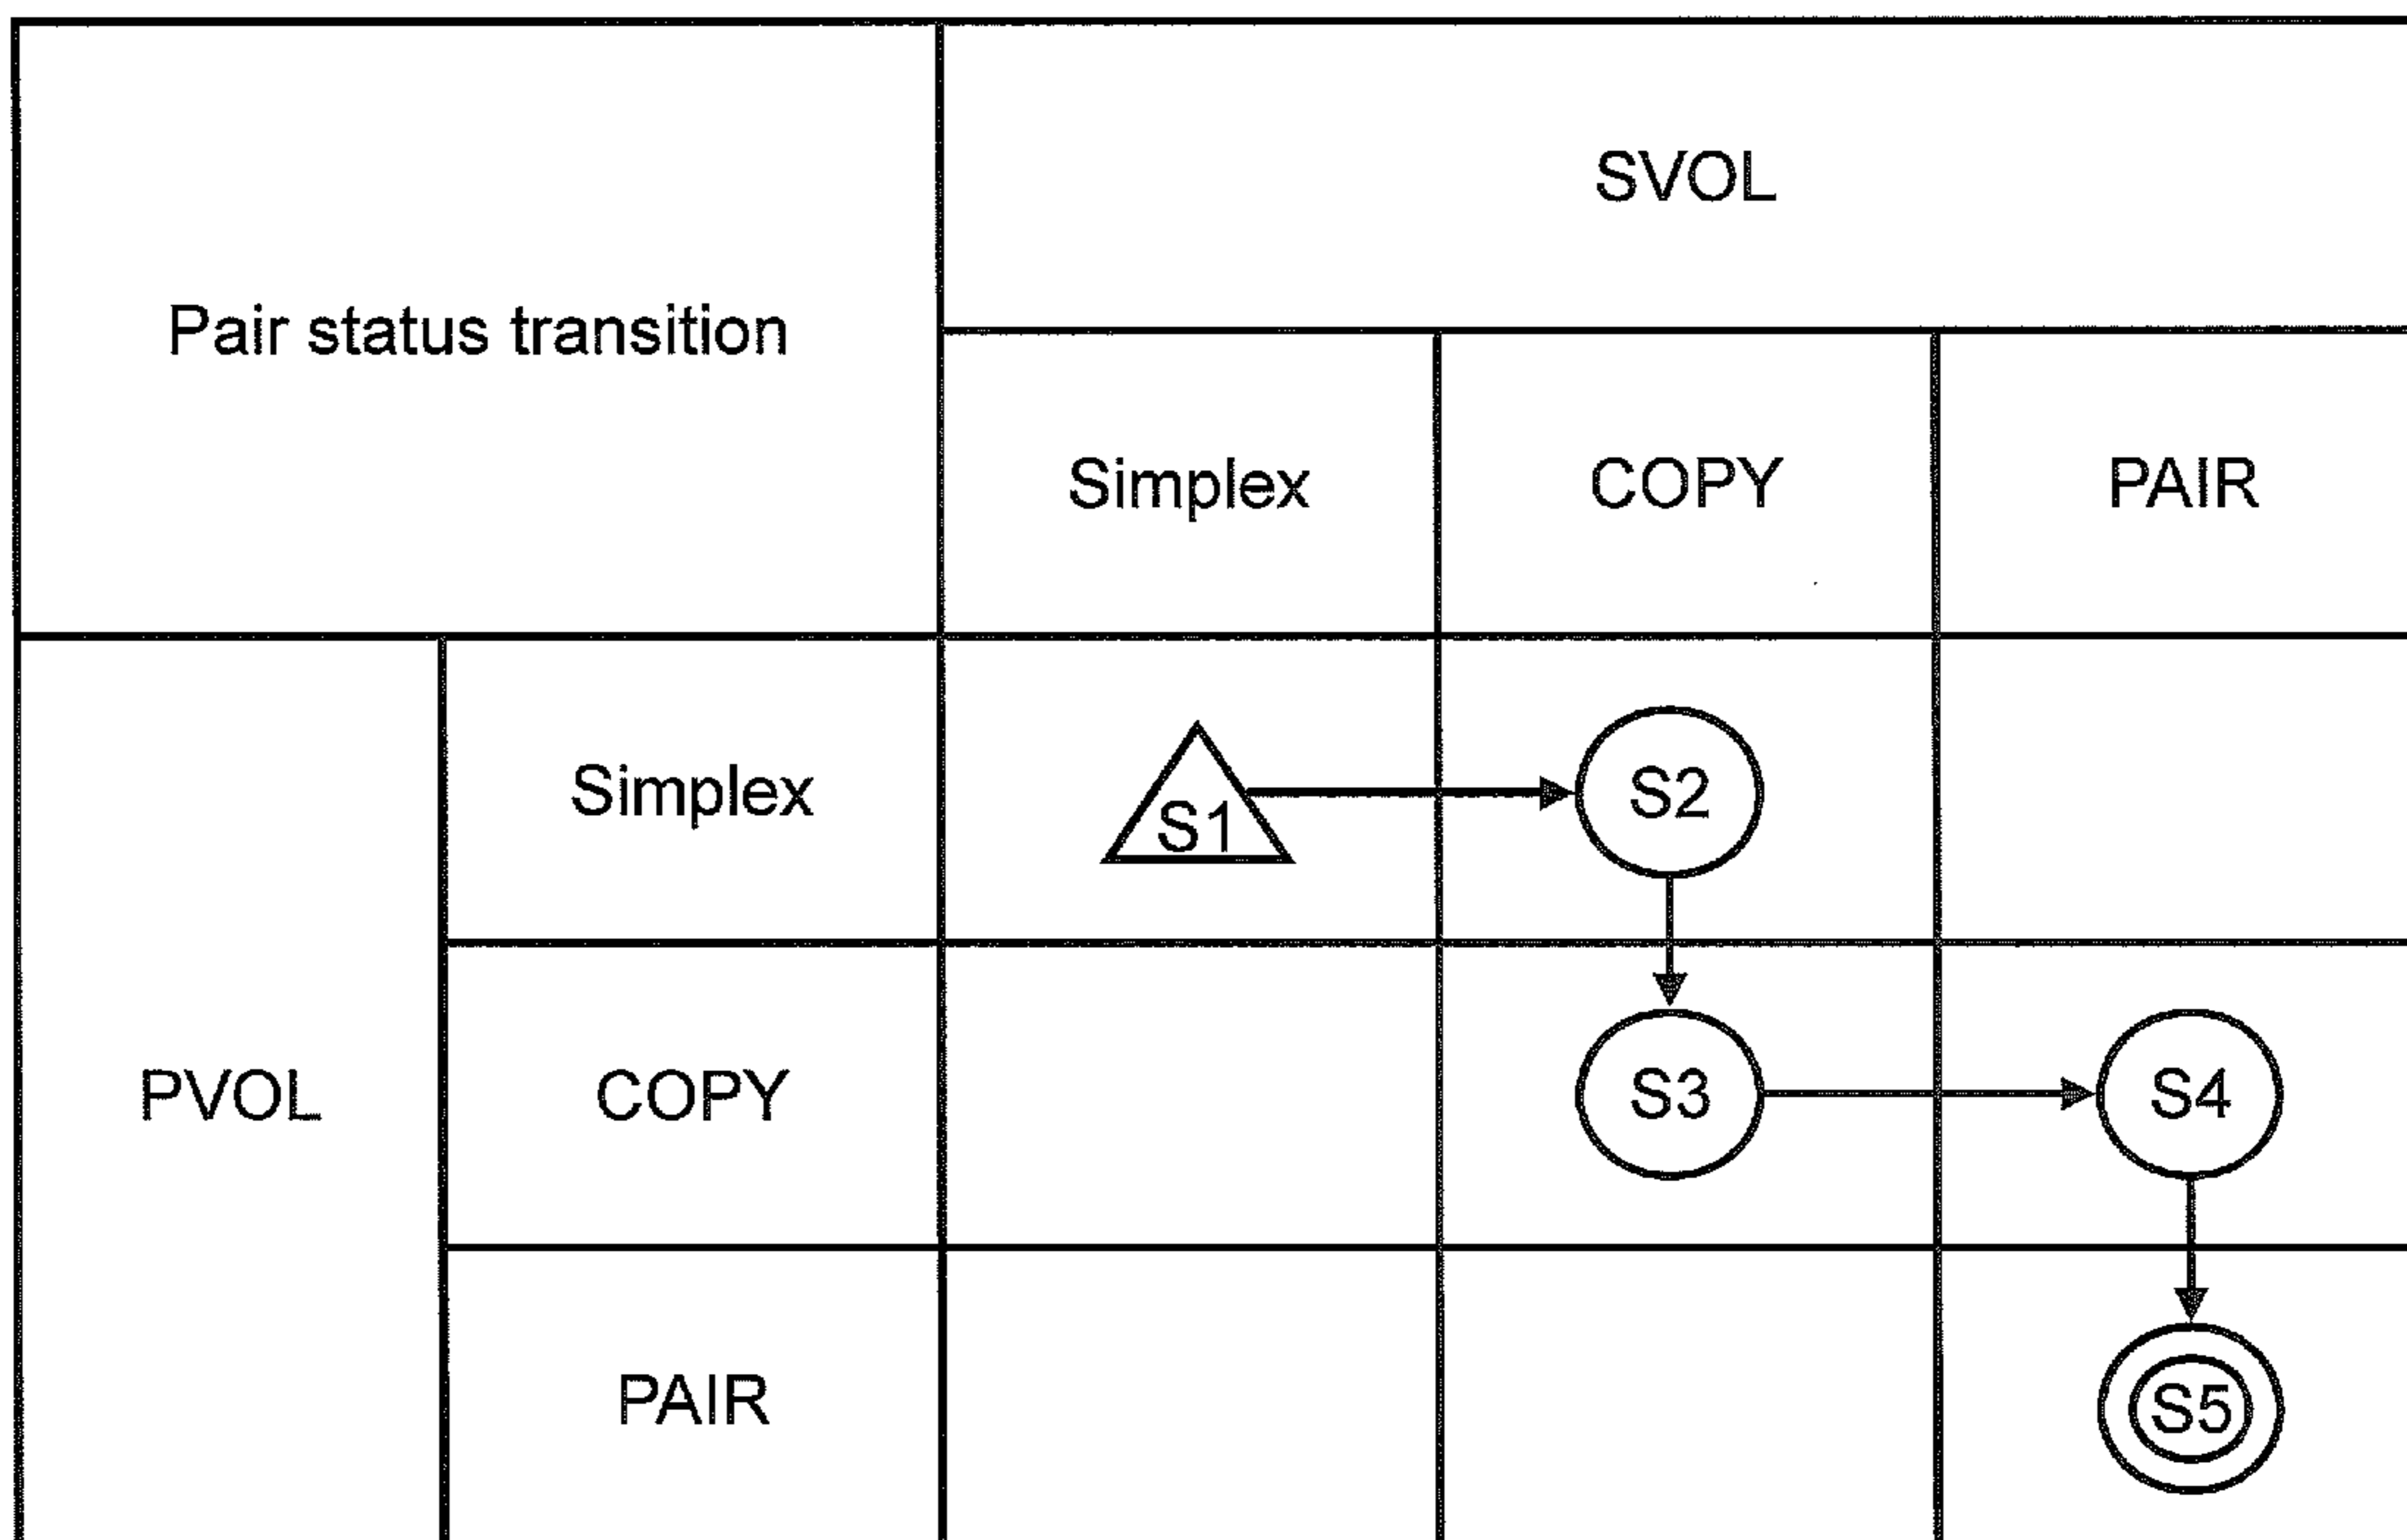 SVOL
Pair status transition
Simplex COPY PAIR
Simplex S1 S2
PVOL COPY S3 S4
PAIR S5